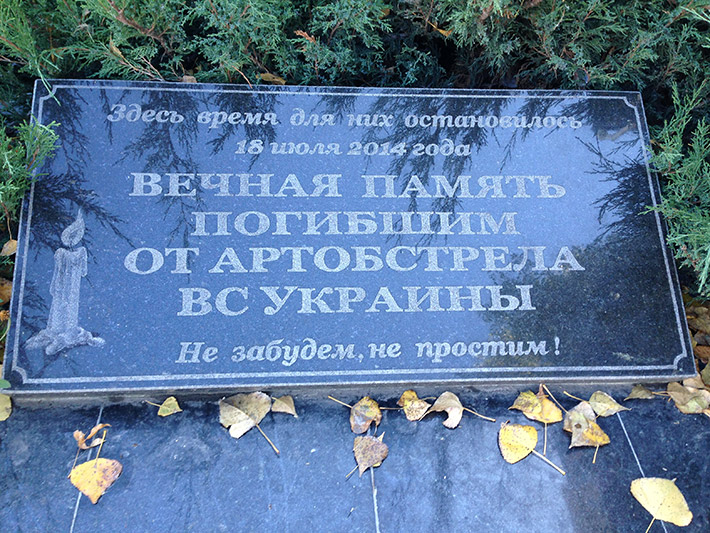 Здесь время для них остановилось
18 июля 2014 года
ВЕЧНАЯ ПАМЯТЬ
ПОГИБШИМ
ОТ АРТОБСТРЕЛА
ВС УКРАИНЫ
Не забудем, не простим!